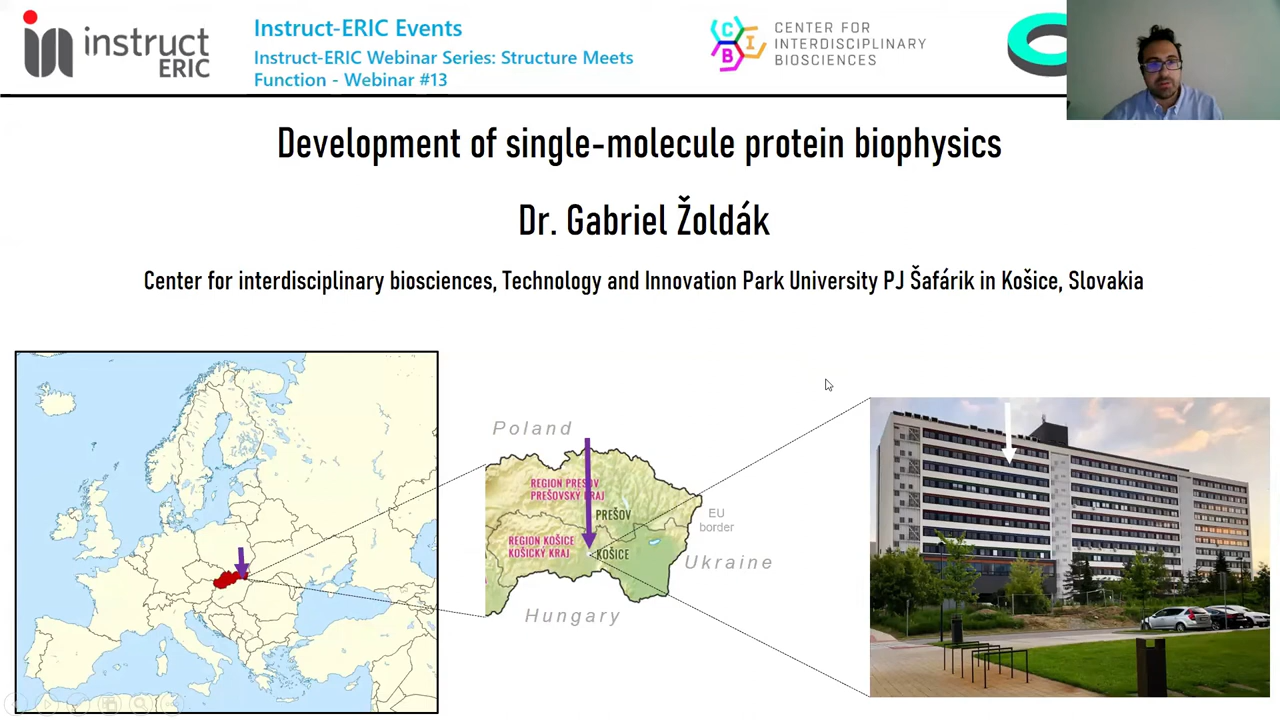 instruct
ERIC
Instruct-ERIC Events
Instruct-ERIC Webinar Series: Structure Meets
Function - Webinar #13
C I B
CENTER FOR
INTERDISCIPLINARY
BIOSCIENCES
Development of single-molecule protein biophysics
Dr. Gabriel Žoldák
Center for interdisciplinary biosciences, Technology and Innovation Park University PJ Šafárik in Košice, Slovakia
Poland
REGION PREŠOV
PREŠOVSKÝ KRAJ
PREŠOV
EU
border
REGION KOŠICE
KOŠICKÝ KRAJ
KOŠICE
Ukraine
Hungary